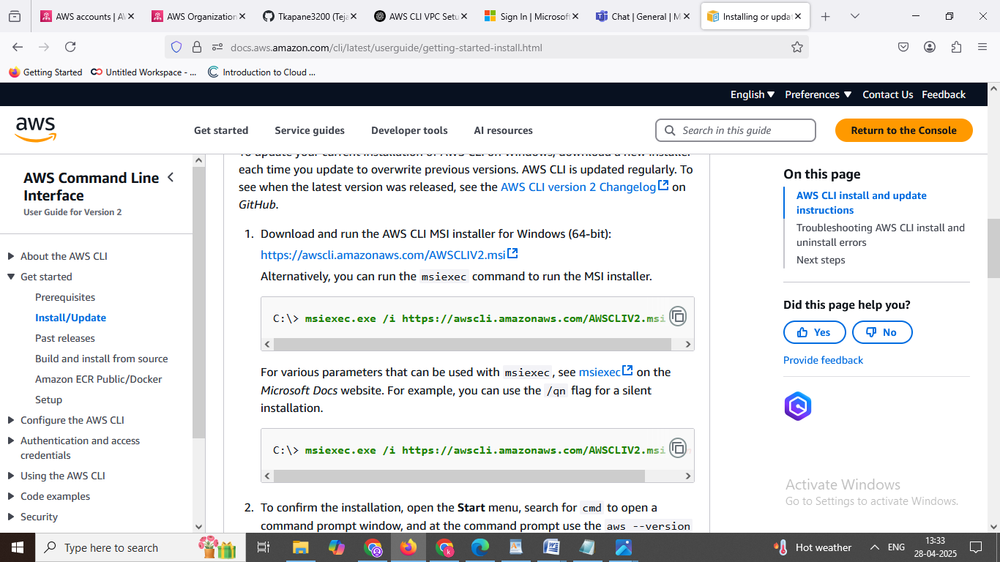 AWS accounts | A
AWS Organization
Tkapane3200 (Teja
AWS CLI VPC Setu
Sign In | Microsof
Chat | General | M
Installing or updat
docs.aws.amazon.com/cli/latest/userguide/getting-started-install.html
Getting Started
Untitled Workspace - ...
Introduction to Cloud ...
English
Preferences
Contact Us
Feedback
aws
Get started
Service guides
Developer tools
AI resources
Search in this guide
Return to the Console
AWS Command Line
Interface
User Guide for Version 2
About the AWS CLI
Get started
Prerequisites
Install/Update
Past releases
Build and install from source
Amazon ECR Public/Docker
Setup
Configure the AWS CLI
Authentication and access
credentials
Using the AWS CLI
Code examples
Security
To update your current installation of AWS CLI on Windows, download a new installer
each time you update to overwrite previous versions. AWS CLI is updated regularly. To
see when the latest version was released, see the AWS CLI version 2 Changelog on
GitHub.
1. Download and run the AWS CLI MSI installer for Windows (64-bit):
https://awscli.amazonaws.com/AWSCLIV2.msi
Alternatively, you can run the msiexec command to run the MSI installer.
C:\> msiexec.exe /i https://awscli.amazonaws.com/AWSCLIV2.msi
For various parameters that can be used with msiexec, see msiexec on the
Microsoft Docs website. For example, you can use the /qn flag for a silent
installation.
C:\> msiexec.exe /i https://awscli.amazonaws.com/AWSCLIV2.msi
2. To confirm the installation, open the Start menu, search for cmd to open a
command prompt window, and at the command prompt use the aws --version
On this page
AWS CLI install and update
instructions
Troubleshooting AWS CLI install and
uninstall errors
Next steps
Did this page help you?
Yes
No
Provide feedback
Activate Windows
Go to Settings to activate Windows.
Type here to search
Hot weather
ENG
13:33
28-04-2025